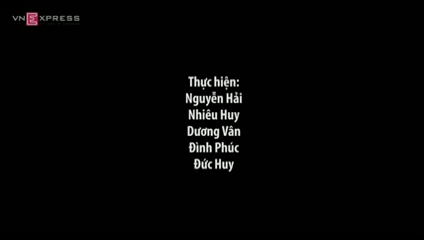 VNEXPRESS
Thực hiện:
Nguyễn Hải
Nhiêu Huy
Dương Vân
Đình Phúc
Đức Huy